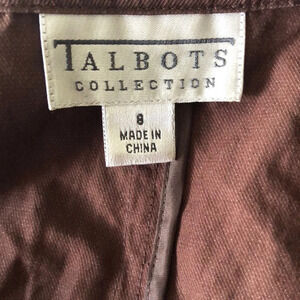 TALBOTS
COLLECTION
8
MADE IN
CHINA